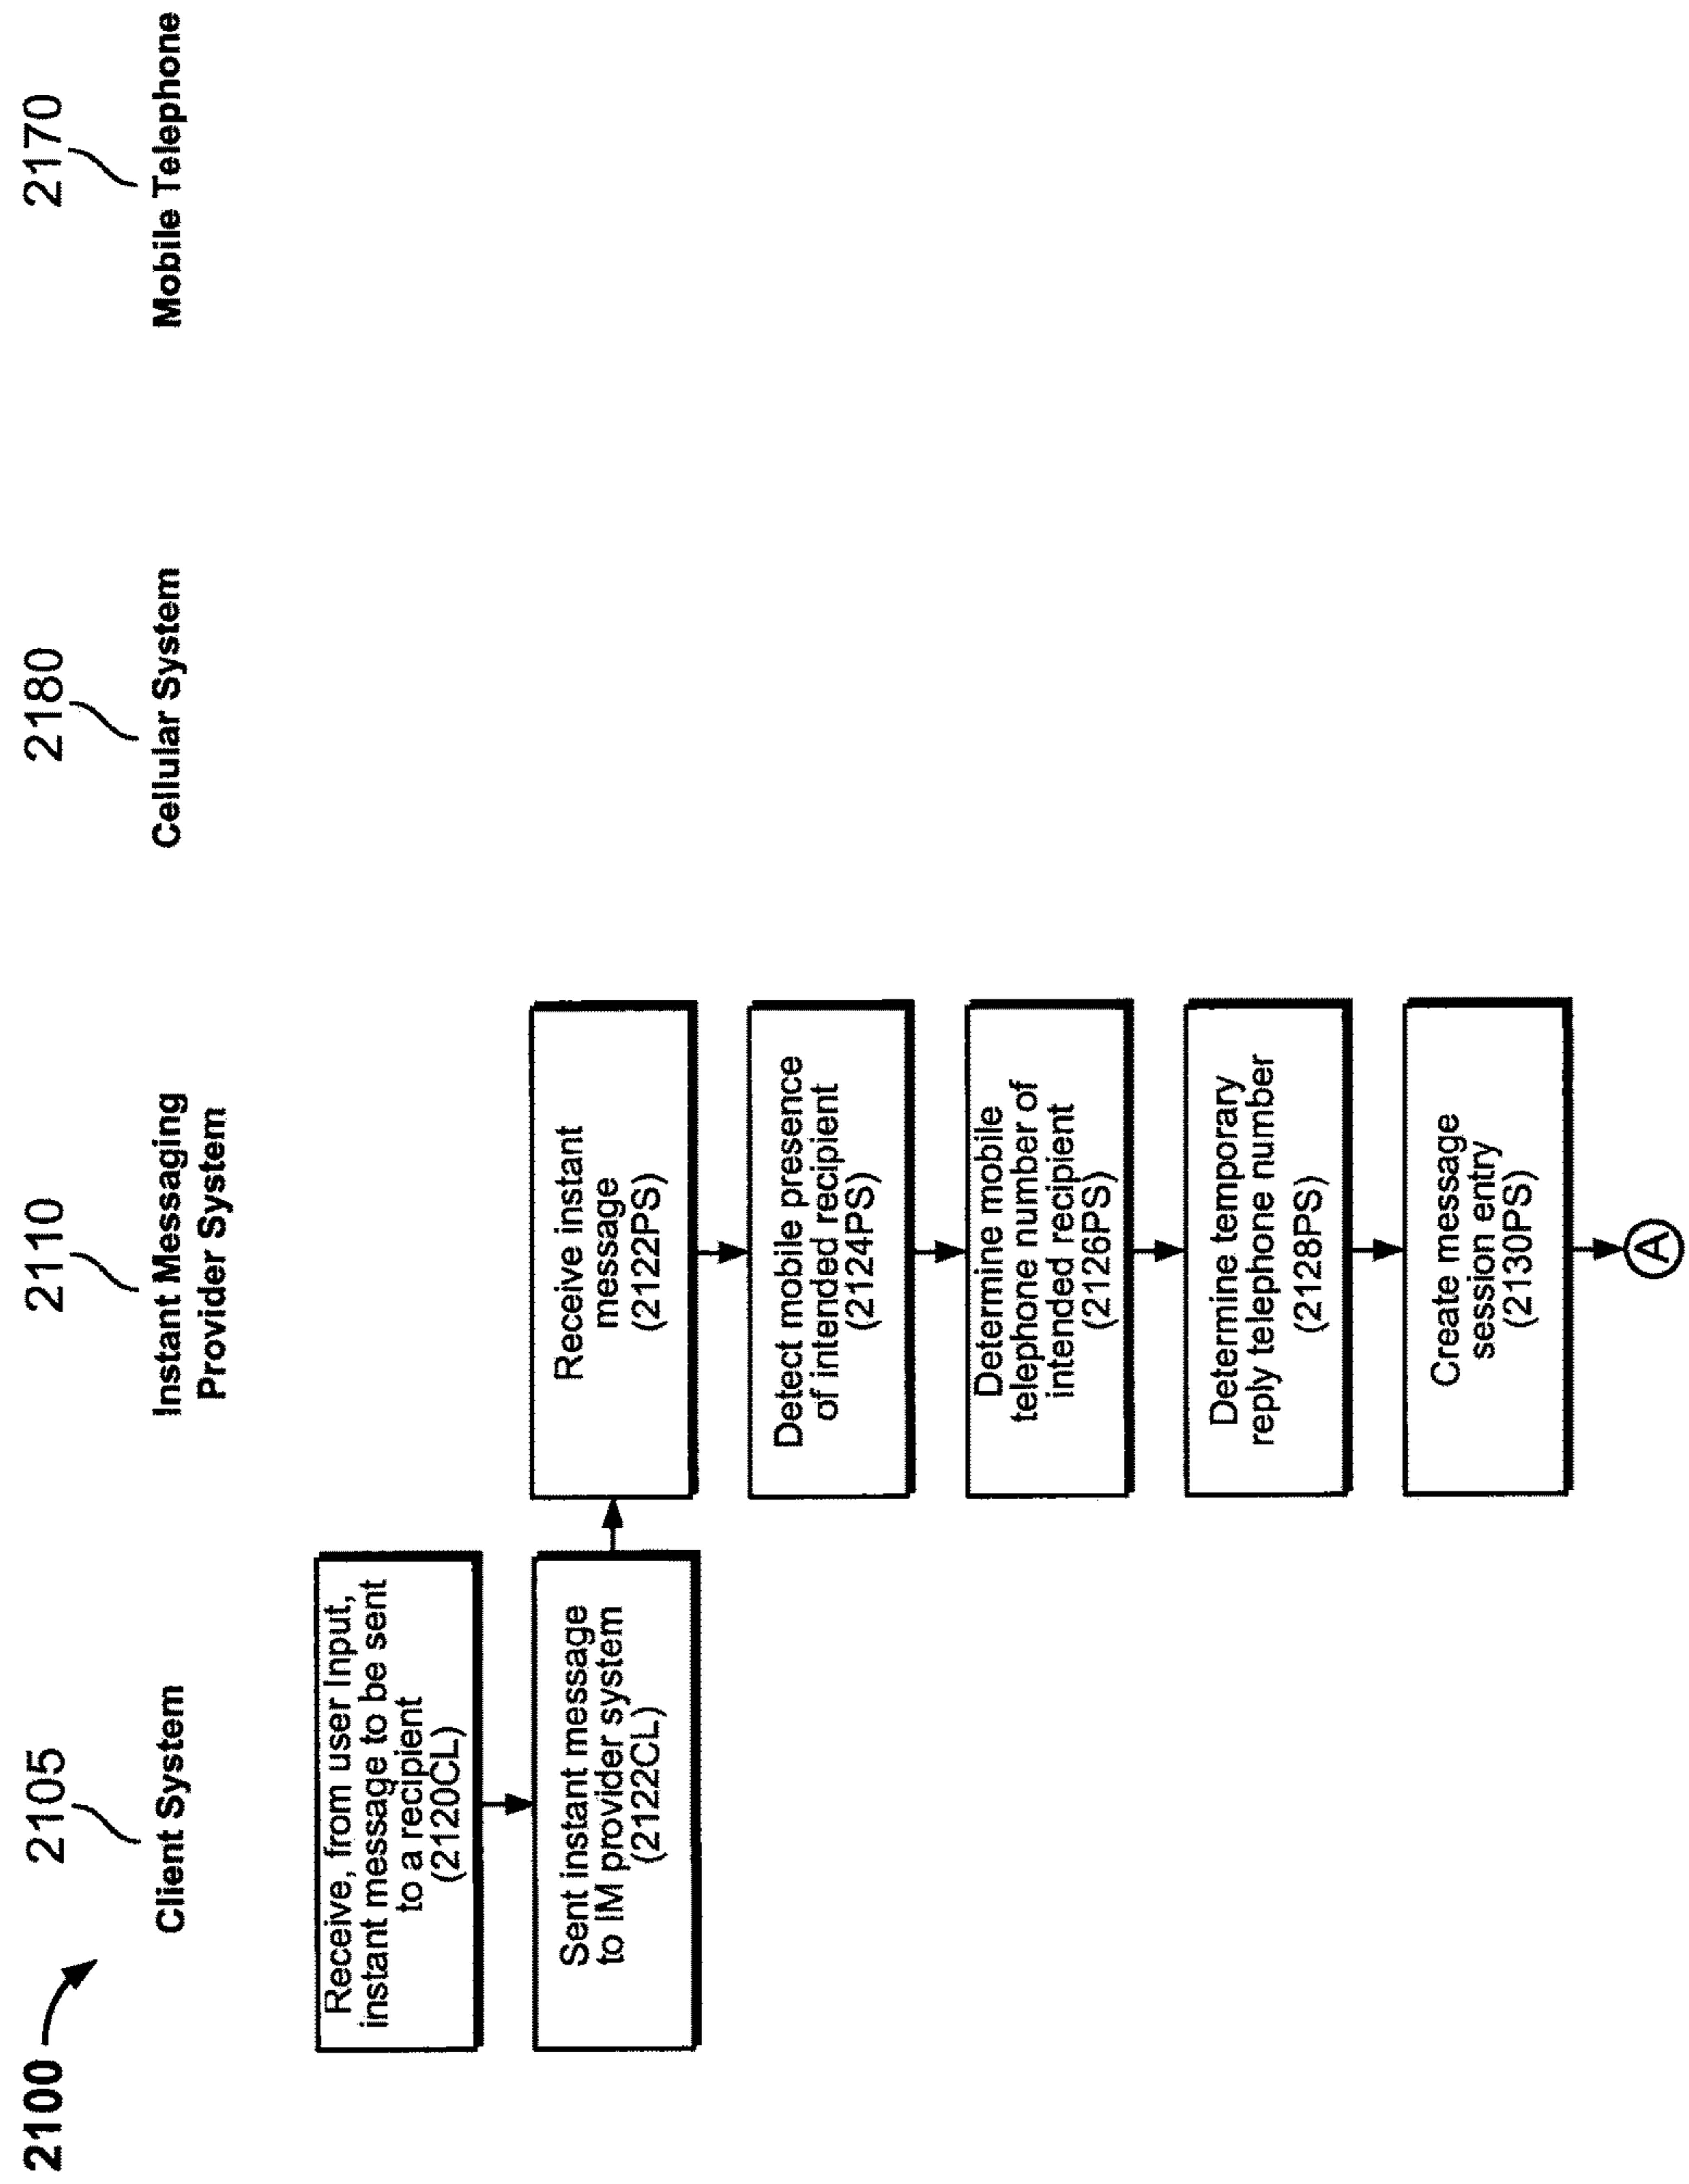 2100
2105
Client System
2110
Instant Messaging
Provider System
2180
Cellular System
2170
Mobile Telephone
Receive, from user Input,
instant message to be sent
to a recipient
(2120CL)
Sent instant message
to IM provider system
(2122CL)
Receive instant
message
(2122PS)
Detect mobile presence
of intended recipient
(2124PS)
Determine mobile
telephone number of
intended recipient
(2126PS)
Determine temporary
reply telephone number
(2128PS)
Create message
session entry
(2130PS)
A